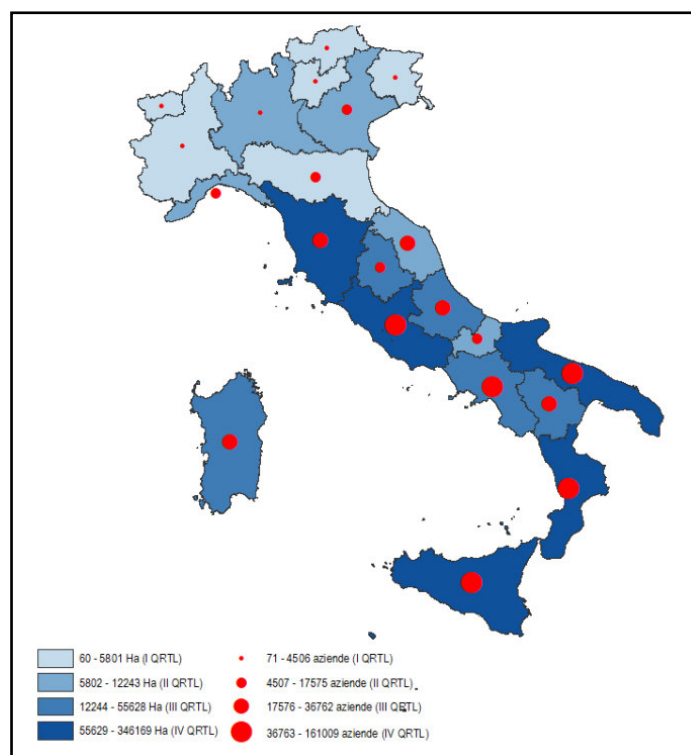 60 - 5801 Ha (I QRTL)
5802 - 12243 Ha (II QRTL)
12244 - 55628 Ha (III QRTL)
55629 - 346169 Ha (IV QRTL)
71 - 4506 aziende (I QRTL)
4507 - 17575 aziende (II QRTL)
17576 - 36762 aziende (III QRTL)
36763 - 161009 aziende (IV QRTL)